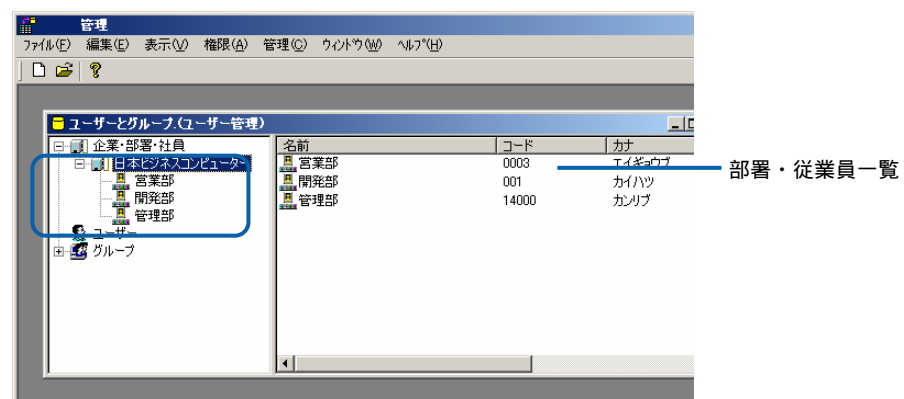 管理
ファイル(F) 編集(E) 表示(V) 権限(A) 管理(C) ウィンドウ(W) ヘルプ(H)
ユーザーとグループ.(ユーザー管理)
企業・部署・社員
日本ビジネスコンピューター
営業部
開発部
管理部
ユーザー
グループ
名前 コード カナ
営業部 0003 エイギョウブ
開発部 001 カイハツ
管理部 14000 カンリブ
部署・従業員一覧